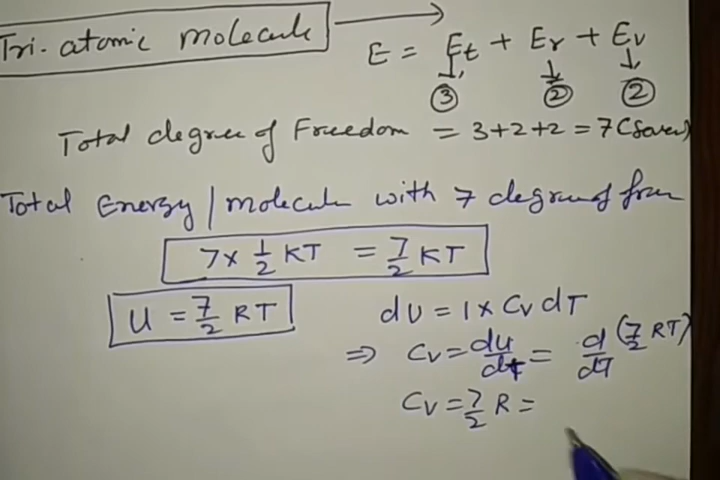 Tri-atomic molecule → E = Et + Er + Ev
↓ ↓ ↓
③ ② ②
Total degree of Freedom = 3+2+2 = 7 (Seven)
Total Energy / molecule with 7 degree of
7 × 1/2 KT = 7/2 KT
U = 7/2 RT
dU = 1 × Cv dT
⇒ Cv = du/dT = d/dT (7/2 RT)
Cv = 7/2 R =